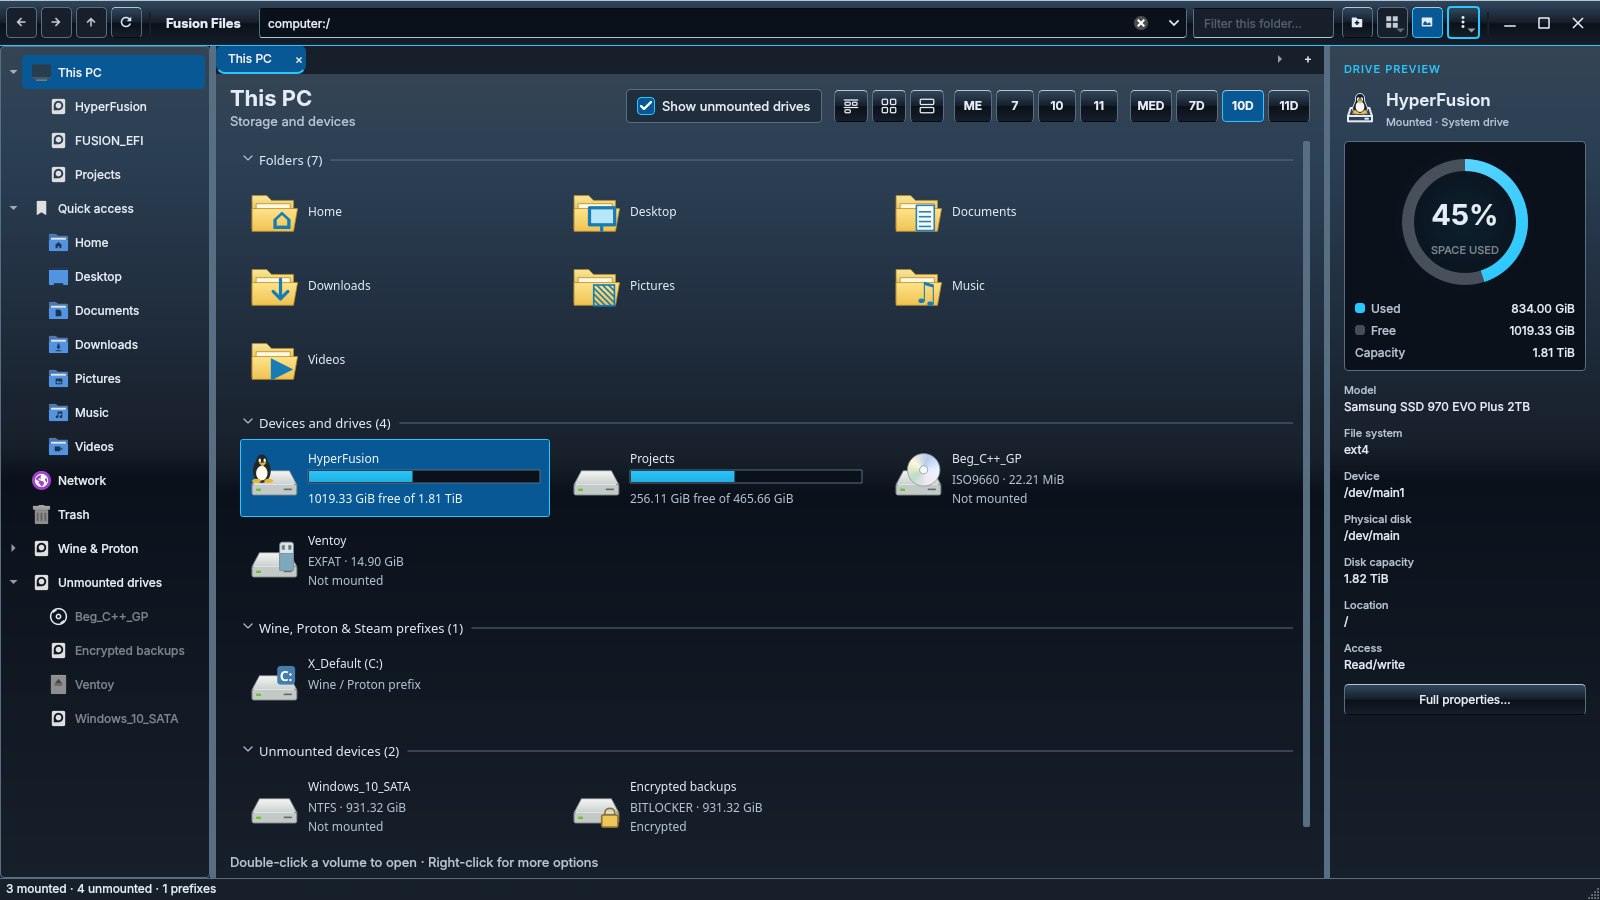 Fusion Files
computer:/
Filter this folder...
This PC
HyperFusion
FUSION_EFI
Projects
Quick access
Home
Desktop
Documents
Downloads
Pictures
Music
Videos
Network
Trash
Wine & Proton
Unmounted drives
Beg_C++_GP
Encrypted backups
Ventoy
Windows_10_SATA
This PC
This PC
Storage and devices
Show unmounted drives
ME
7
10
11
MED
7D
10D
11D
Folders (7)
Home
Desktop
Documents
Downloads
Pictures
Music
Videos
Devices and drives (4)
HyperFusion
1019.33 GiB free of 1.81 TiB
Projects
256.11 GiB free of 465.66 GiB
Beg_C++_GP
ISO9660 · 22.21 MiB
Not mounted
Ventoy
EXFAT · 14.90 GiB
Not mounted
Wine, Proton & Steam prefixes (1)
C:
X_Default (C:)
Wine / Proton prefix
Unmounted devices (2)
Windows_10_SATA
NTFS · 931.32 GiB
Not mounted
Encrypted backups
BITLOCKER · 931.32 GiB
Encrypted
Double-click a volume to open · Right-click for more options
DRIVE PREVIEW
HyperFusion
Mounted · System drive
45%
SPACE USED
Used 834.00 GiB
Free 1019.33 GiB
Capacity 1.81 TiB
Model
Samsung SSD 970 EVO Plus 2TB
File system
ext4
Device
/dev/main1
Physical disk
/dev/main
Disk capacity
1.82 TiB
Location
/
Access
Read/write
Full properties...
3 mounted · 4 unmounted · 1 prefixes